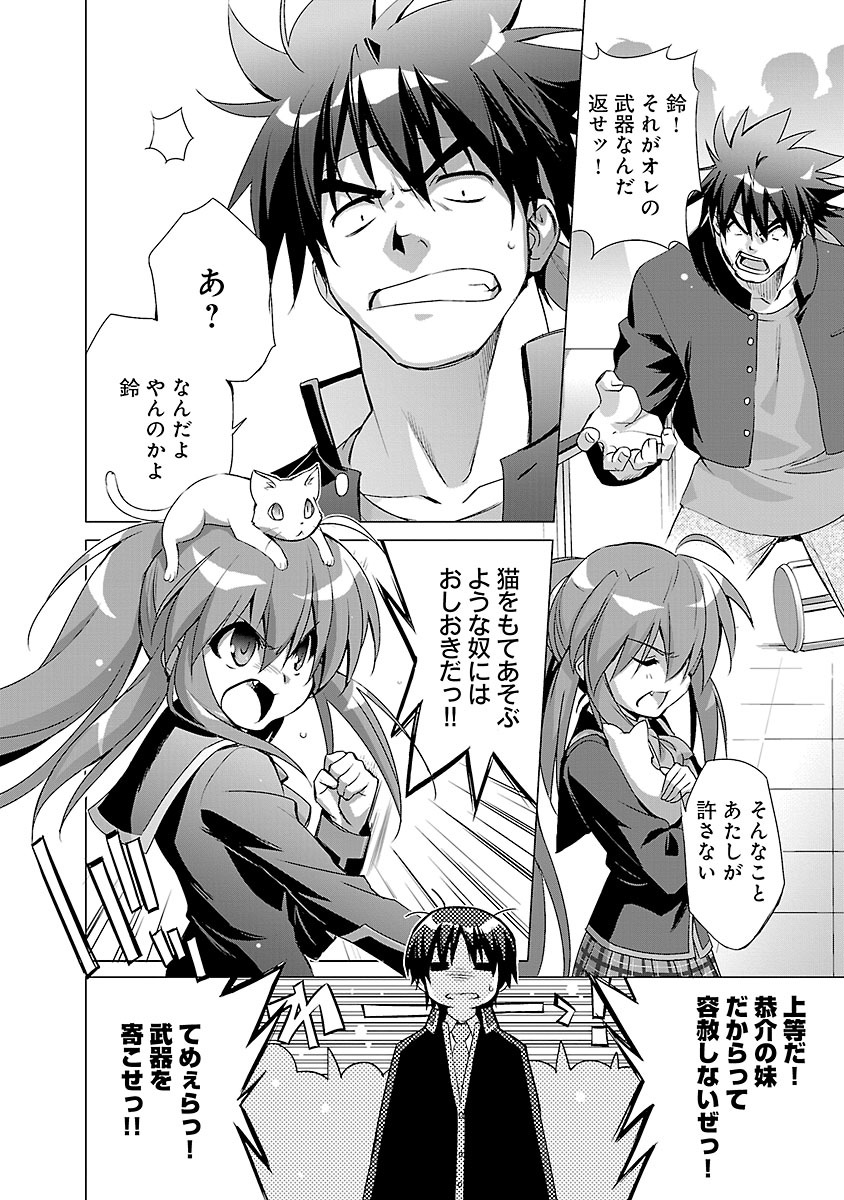 鈴！
それがオレの
武器なんだ
返せッ！
あ？
なんだよ
やんのかよ
鈴
そんなこと
あたしが
許さない
猫をもてあそぶ
ような奴には
おしおきだっ!!
上等だ！
恭介の妹
だからって
容赦しないぜっ！
てめぇらっ！
武器を
寄こせっ!!